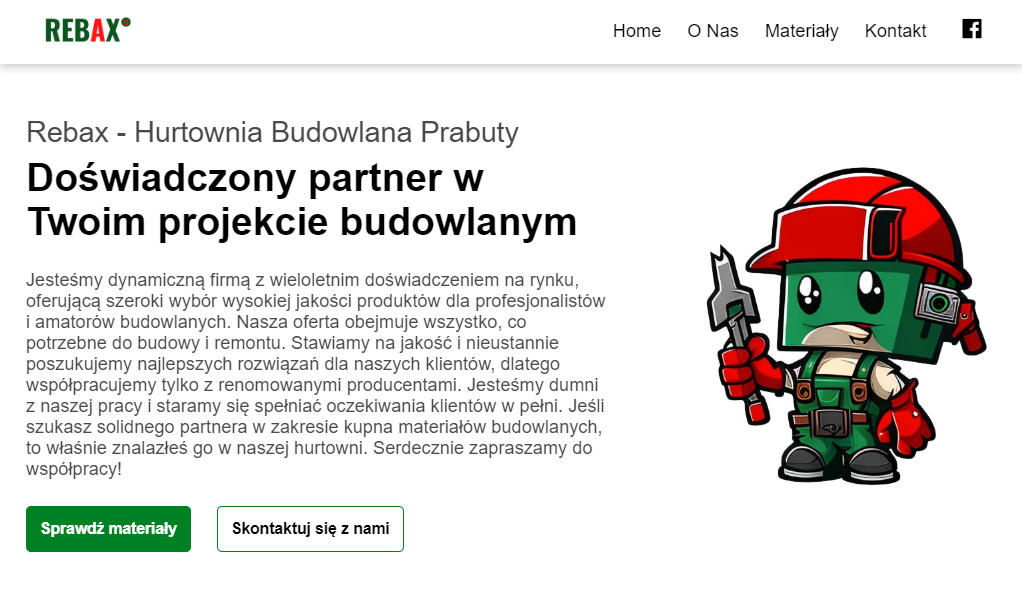 REBAX
Home O Nas Materiały Kontakt
Rebax - Hurtownia Budowlana Prabuty
Doświadczony partner w
Twoim projekcie budowlanym
Jesteśmy dynamiczną firmą z wieloletnim doświadczeniem na rynku,
oferującą szeroki wybór wysokiej jakości produktów dla profesjonalistów
i amatorów budowlanych. Nasza oferta obejmuje wszystko, co
potrzebne do budowy i remontu. Stawiamy na jakość i nieustannie
poszukujemy najlepszych rozwiązań dla naszych klientów, dlatego
współpracujemy tylko z renomowanymi producentami. Jesteśmy dumni
z naszej pracy i staramy się spełniać oczekiwania klientów w pełni. Jeśli
szukasz solidnego partnera w zakresie kupna materiałów budowlanych,
to właśnie znalazłeś go w naszej hurtowni. Serdecznie zapraszamy do
współpracy!
Sprawdź materiały Skontaktuj się z nami